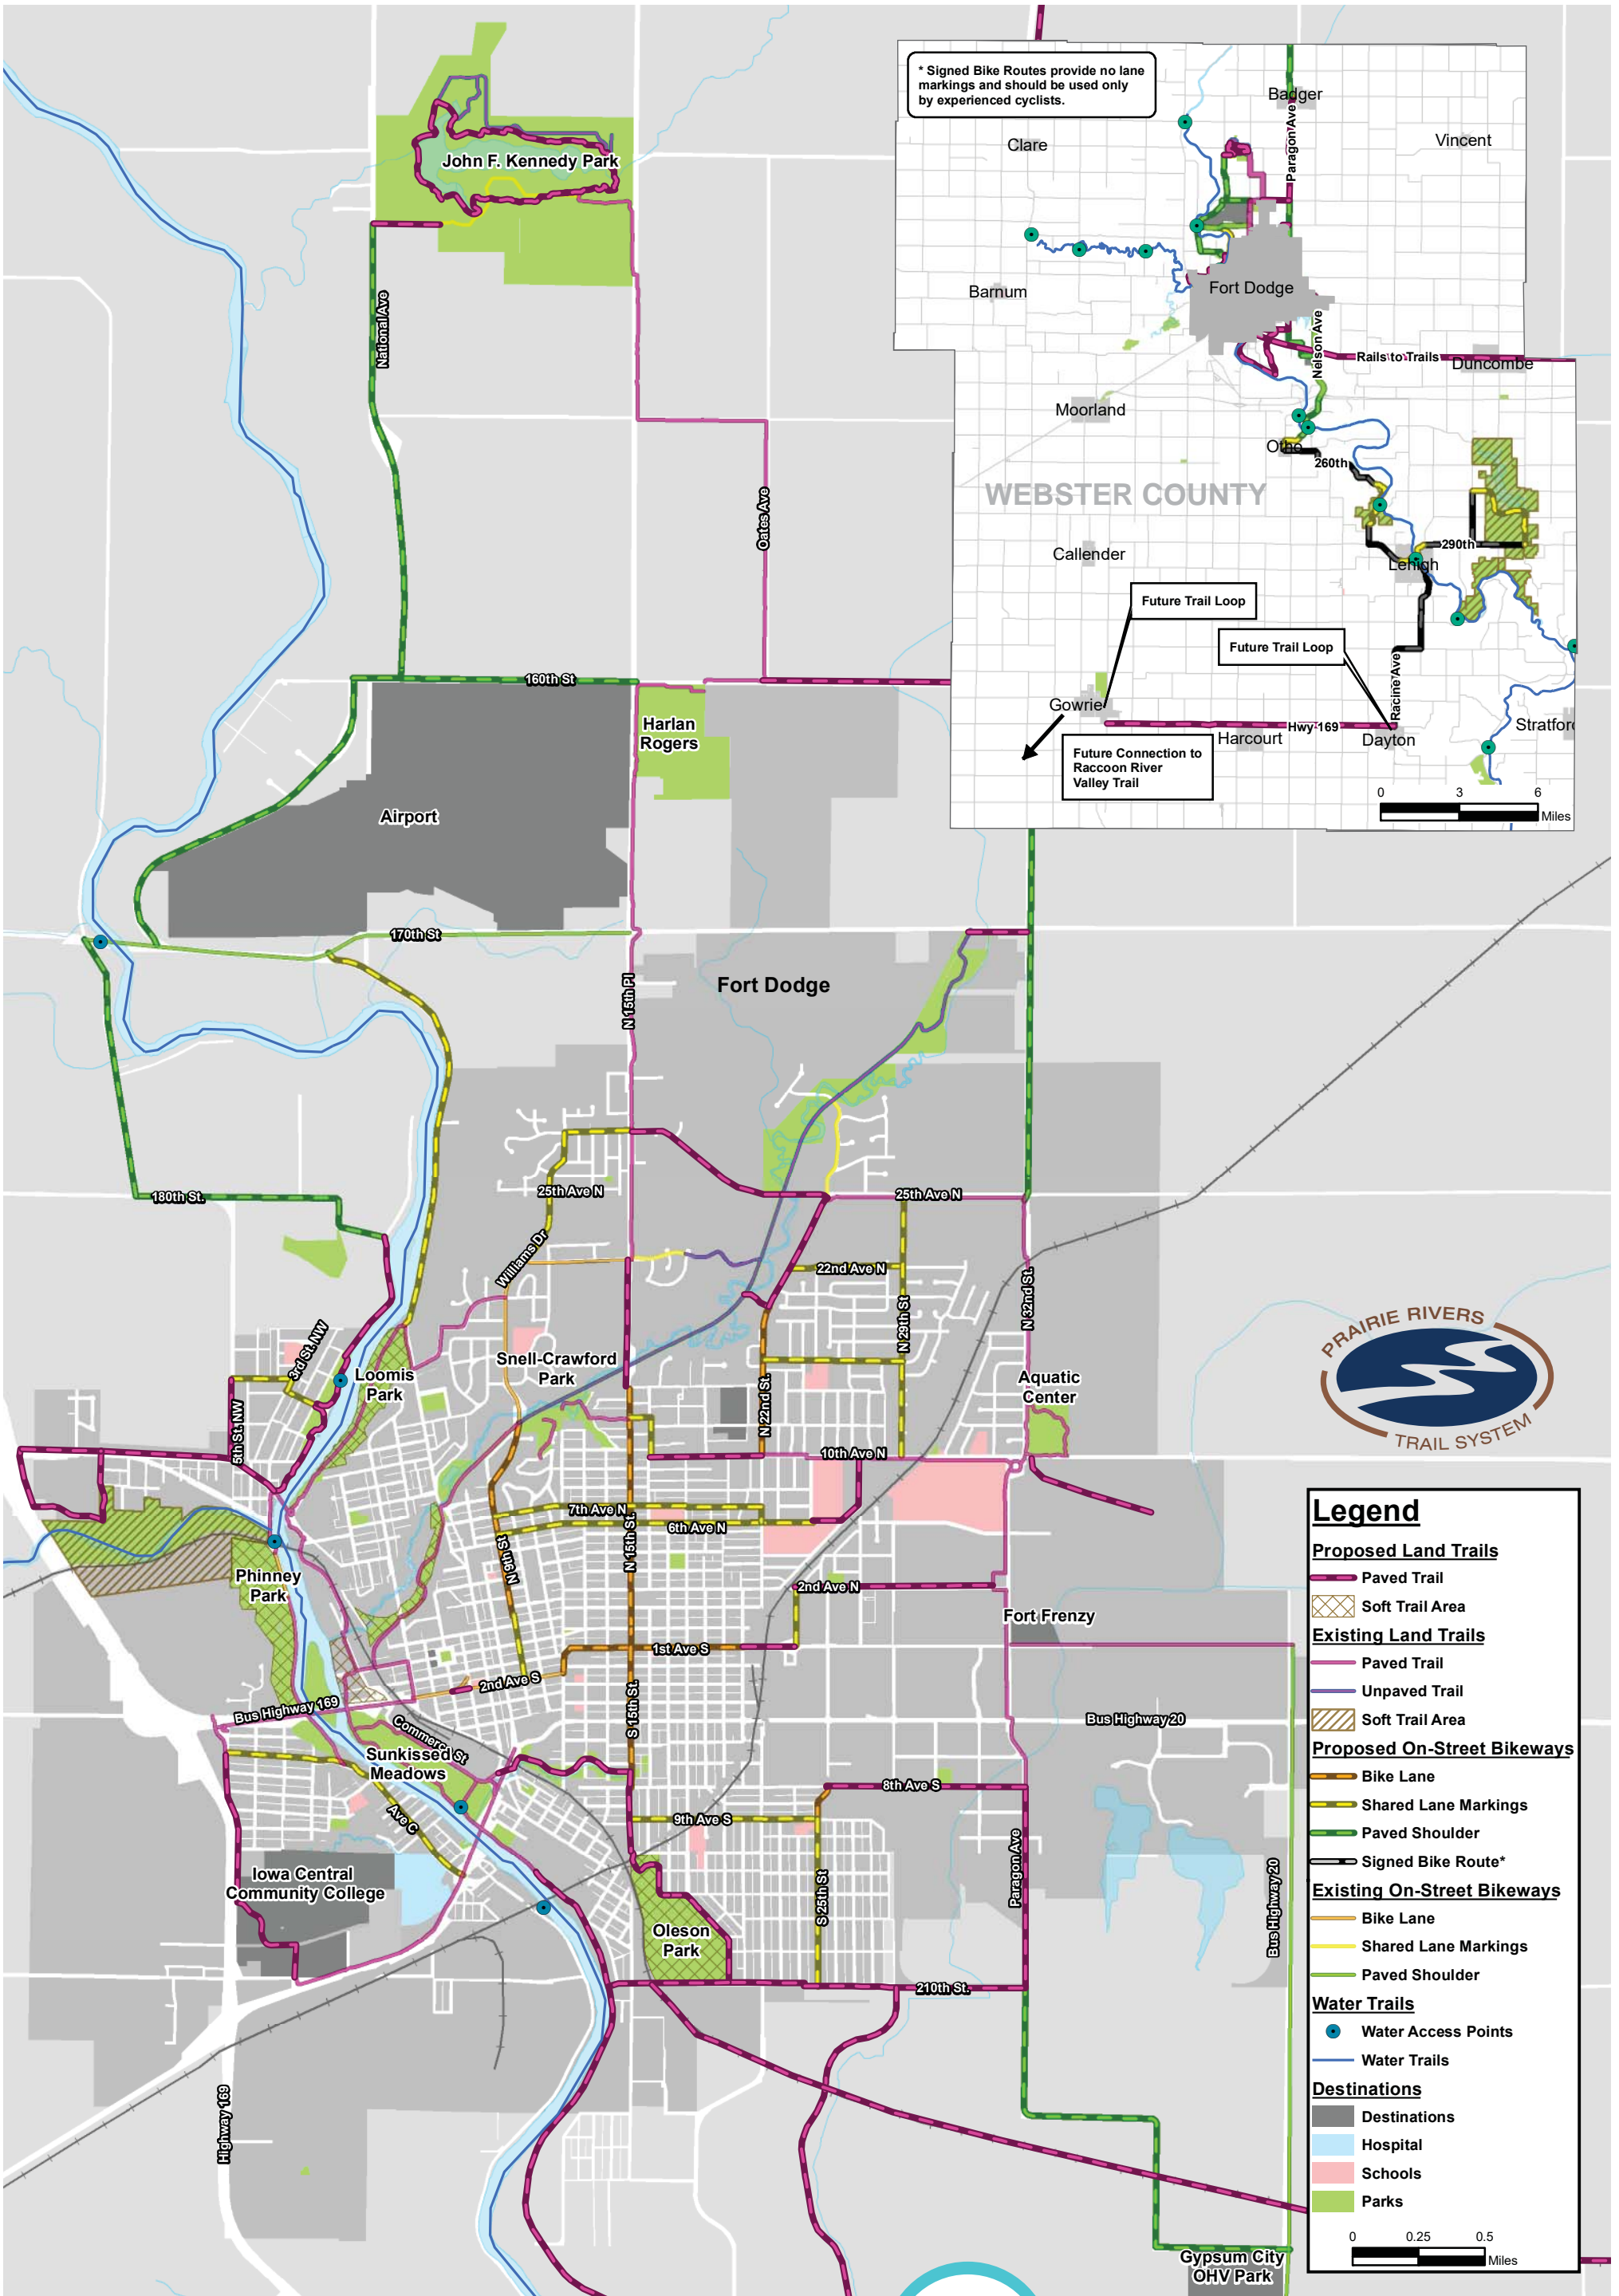 * Signed Bike Routes provide no lane
markings and should be used only
by experienced cyclists.
Badger
Clare
Vincent
Paragon Ave
Barnum
Fort Dodge
Nelson Ave
Rails to Trails
Duncombe
Moorland
Otho
260th
WEBSTER COUNTY
Callender
290th
Lehigh
Future Trail Loop
Future Trail Loop
Racine Ave
Gowrie
Hwy 169
Harcourt
Dayton
Stratford
Future Connection to
Raccoon River
Valley Trail
0 3 6
Miles
John F. Kennedy Park
National Ave
Oates Ave
160th St
Harlan
Rogers
Airport
170th St
N 15th Pl
Fort Dodge
180th St.
25th Ave N
25th Ave N
Williams Dr
22nd Ave N
N 29th St
N 32nd St.
3rd St. NW
Loomis
Park
Snell-Crawford
Park
N 22nd St.
Aquatic
Center
5th St. NW
10th Ave N
7th Ave N
6th Ave N
N 15th St.
N 9th St
Phinney
Park
2nd Ave N
Fort Frenzy
1st Ave S
2nd Ave S
S 15th St.
Bus Highway 169
Commerce St
Bus Highway 20
Sunkissed
Meadows
8th Ave S
9th Ave S
Ave C
Iowa Central
Community College
S 25th St
Paragon Ave
Bus Highway 20
Oleson
Park
210th St.
Highway 169
Gypsum City
OHV Park
PRAIRIE RIVERS
TRAIL SYSTEM
Legend
Proposed Land Trails
Paved Trail
Soft Trail Area
Existing Land Trails
Paved Trail
Unpaved Trail
Soft Trail Area
Proposed On-Street Bikeways
Bike Lane
Shared Lane Markings
Paved Shoulder
Signed Bike Route*
Existing On-Street Bikeways
Bike Lane
Shared Lane Markings
Paved Shoulder
Water Trails
Water Access Points
Water Trails
Destinations
Destinations
Hospital
Schools
Parks
0 0.25 0.5
Miles